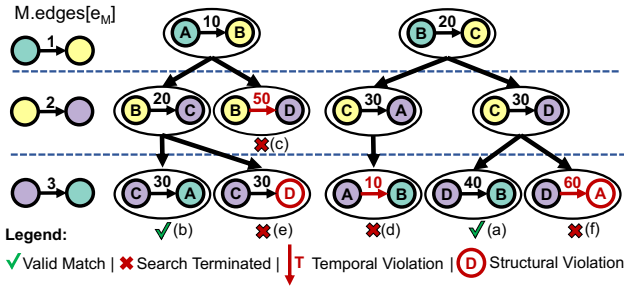 M.edges[eM]
1
A 10 B
B 20 C
2
B 20 C
B 50 D
C 30 A
C 30 D
(c)
3
C 30 A
C 30 D
A 10 B
D 40 B
D 60 A
(b)
(e)
(d)
(a)
(f)
Legend:
Valid Match | Search Terminated | T Temporal Violation | D Structural Violation